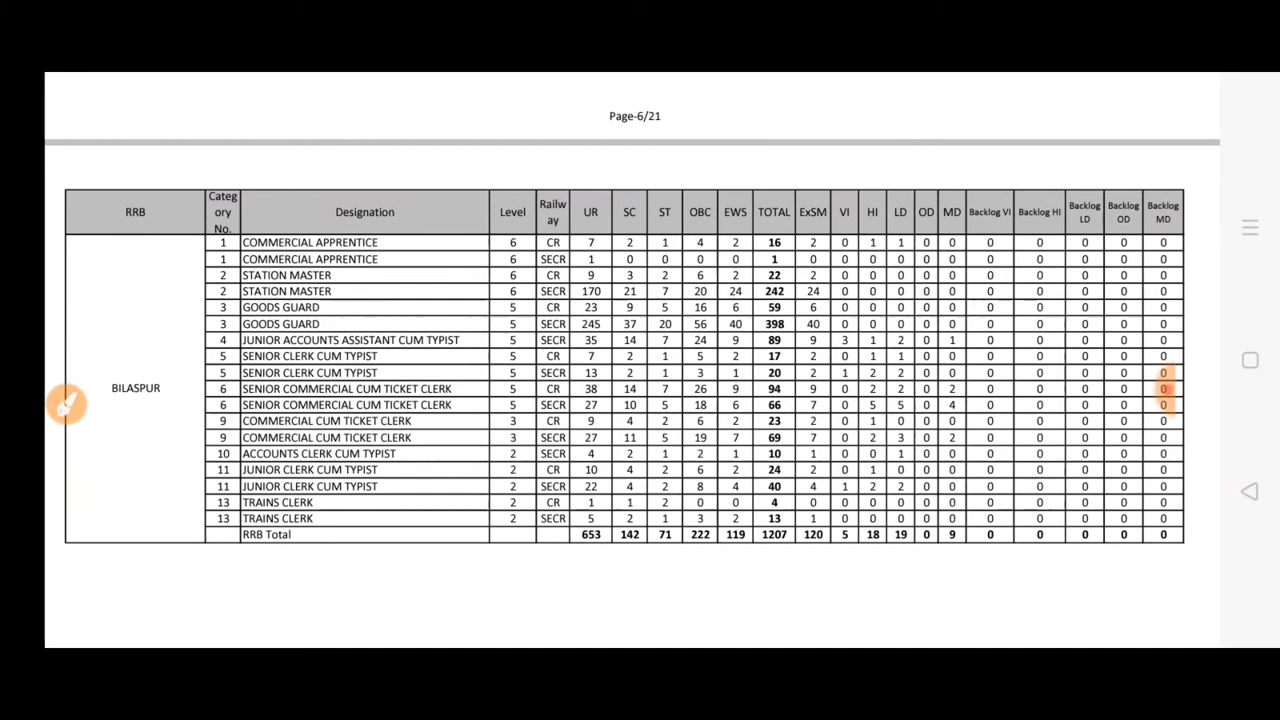 Page-6/21
RRB Categ ory No. Designation Level Railw ay UR SC ST OBC EWS TOTAL ExSM VI HI LD OD MD Backlog VI Backlog HI Backlog LD Backlog OD Backlog MD
BILASPUR
1 COMMERCIAL APPRENTICE 6 CR 7 2 1 4 2 16 2 0 1 1 0 0 0 0 0 0 0
1 COMMERCIAL APPRENTICE 6 SECR 1 0 0 0 0 1 0 0 0 0 0 0 0 0 0 0 0
2 STATION MASTER 6 CR 9 3 2 6 2 22 2 0 0 0 0 0 0 0 0 0 0
2 STATION MASTER 6 SECR 170 21 7 20 24 242 24 0 0 0 0 0 0 0 0 0 0
3 GOODS GUARD 5 CR 23 9 5 16 6 59 6 0 0 0 0 0 0 0 0 0 0
3 GOODS GUARD 5 SECR 245 37 20 56 40 398 40 0 0 0 0 0 0 0 0 0 0
4 JUNIOR ACCOUNTS ASSISTANT CUM TYPIST 5 SECR 35 14 7 24 9 89 9 3 1 2 0 1 0 0 0 0 0
5 SENIOR CLERK CUM TYPIST 5 CR 7 2 1 5 2 17 2 0 1 1 0 0 0 0 0 0 0
5 SENIOR CLERK CUM TYPIST 5 SECR 13 2 1 3 1 20 2 1 2 2 0 0 0 0 0 0 0
6 SENIOR COMMERCIAL CUM TICKET CLERK 5 CR 38 14 7 26 9 94 9 0 2 2 0 2 0 0 0 0 0
6 SENIOR COMMERCIAL CUM TICKET CLERK 5 SECR 27 10 5 18 6 66 7 0 5 5 0 4 0 0 0 0 0
9 COMMERCIAL CUM TICKET CLERK 3 CR 9 4 2 6 2 23 2 0 1 0 0 0 0 0 0 0 0
9 COMMERCIAL CUM TICKET CLERK 3 SECR 27 11 5 19 7 69 7 0 2 3 0 2 0 0 0 0 0
10 ACCOUNTS CLERK CUM TYPIST 2 SECR 4 2 1 2 1 10 1 0 0 1 0 0 0 0 0 0 0
11 JUNIOR CLERK CUM TYPIST 2 CR 10 4 2 6 2 24 2 0 1 0 0 0 0 0 0 0 0
11 JUNIOR CLERK CUM TYPIST 2 SECR 22 4 2 8 4 40 4 1 2 2 0 0 0 0 0 0 0
13 TRAINS CLERK 2 CR 1 1 2 0 0 4 0 0 0 0 0 0 0 0 0 0 0
13 TRAINS CLERK 2 SECR 5 2 1 3 2 13 1 0 0 0 0 0 0 0 0 0 0
RRB Total 653 142 71 222 119 1207 120 5 18 19 0 9 0 0 0 0 0